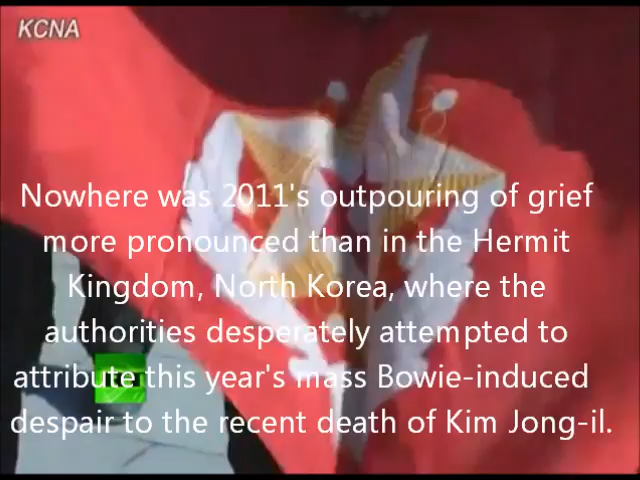 KCNA
Nowhere was 2011's outpouring of grief
more pronounced than in the Hermit
Kingdom, North Korea, where the
authorities desperately attempted to
attribute this year's mass Bowie-induced
despair to the recent death of Kim Jong-il.